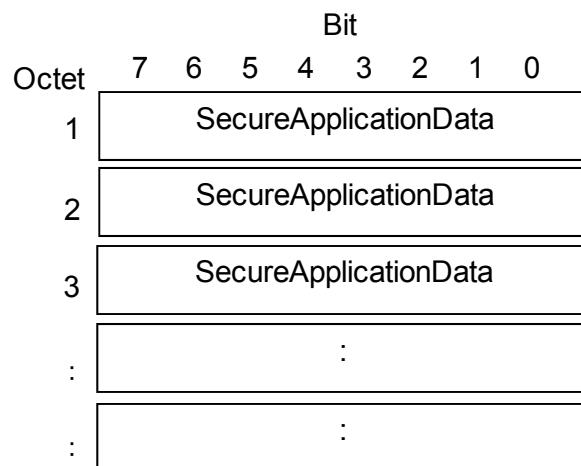 Bit
Octet 7 6 5 4 3 2 1 0
1 SecureApplicationData
2 SecureApplicationData
3 SecureApplicationData
: :
: :